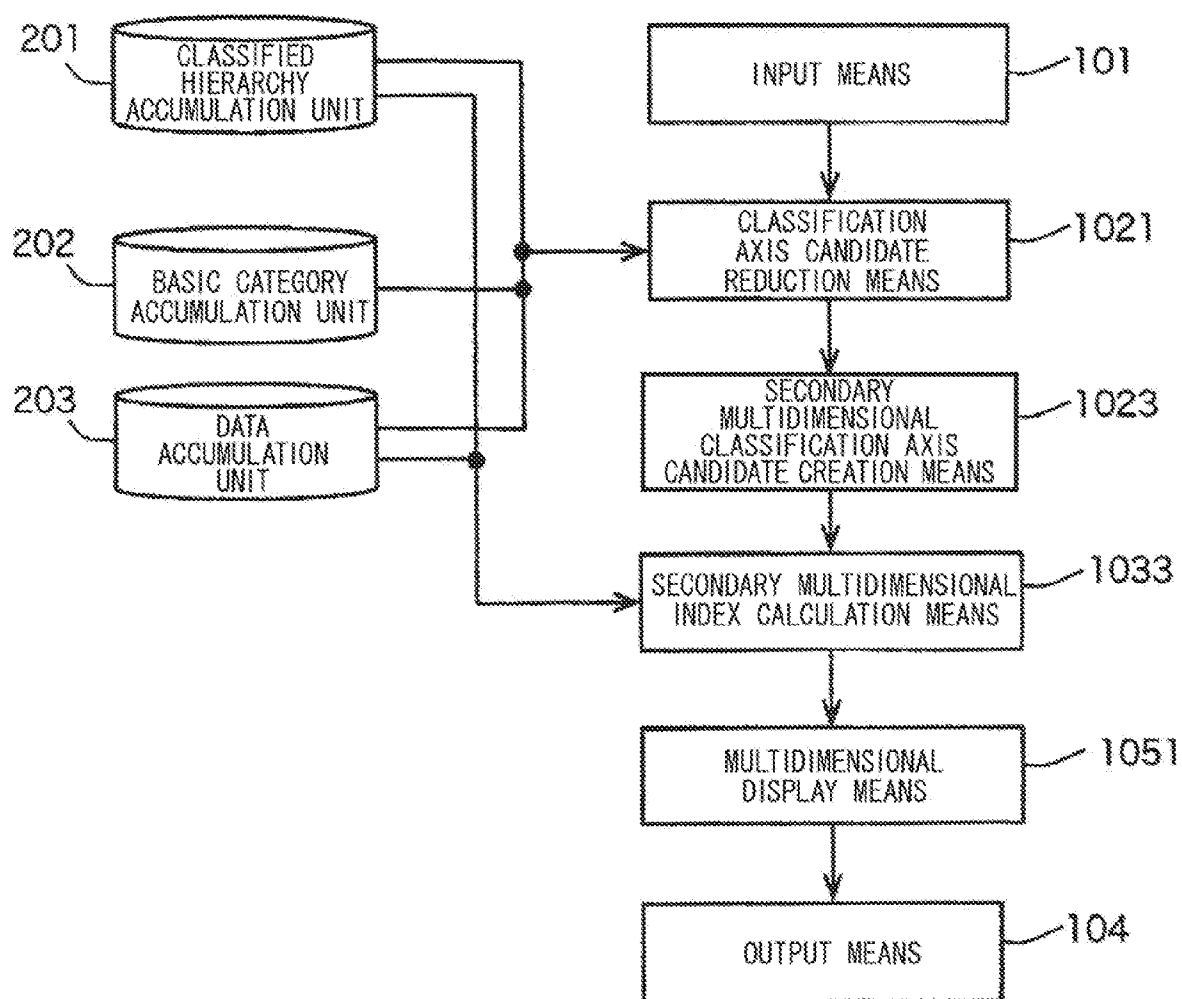 201
CLASSIFIED
HIERARCHY
ACCUMULATION UNIT
INPUT MEANS
101
202
BASIC CATEGORY
ACCUMULATION UNIT
CLASSIFICATION
AXIS CANDIDATE
REDUCTION MEANS
1021
203
DATA
ACCUMULATION
UNIT
SECONDARY
MULTIDIMENSIONAL
CLASSIFICATION AXIS
CANDIDATE CREATION MEANS
1023
SECONDARY MULTIDIMENSIONAL
INDEX CALCULATION MEANS
1033
MULTIDIMENSIONAL
DISPLAY MEANS
1051
OUTPUT MEANS
104